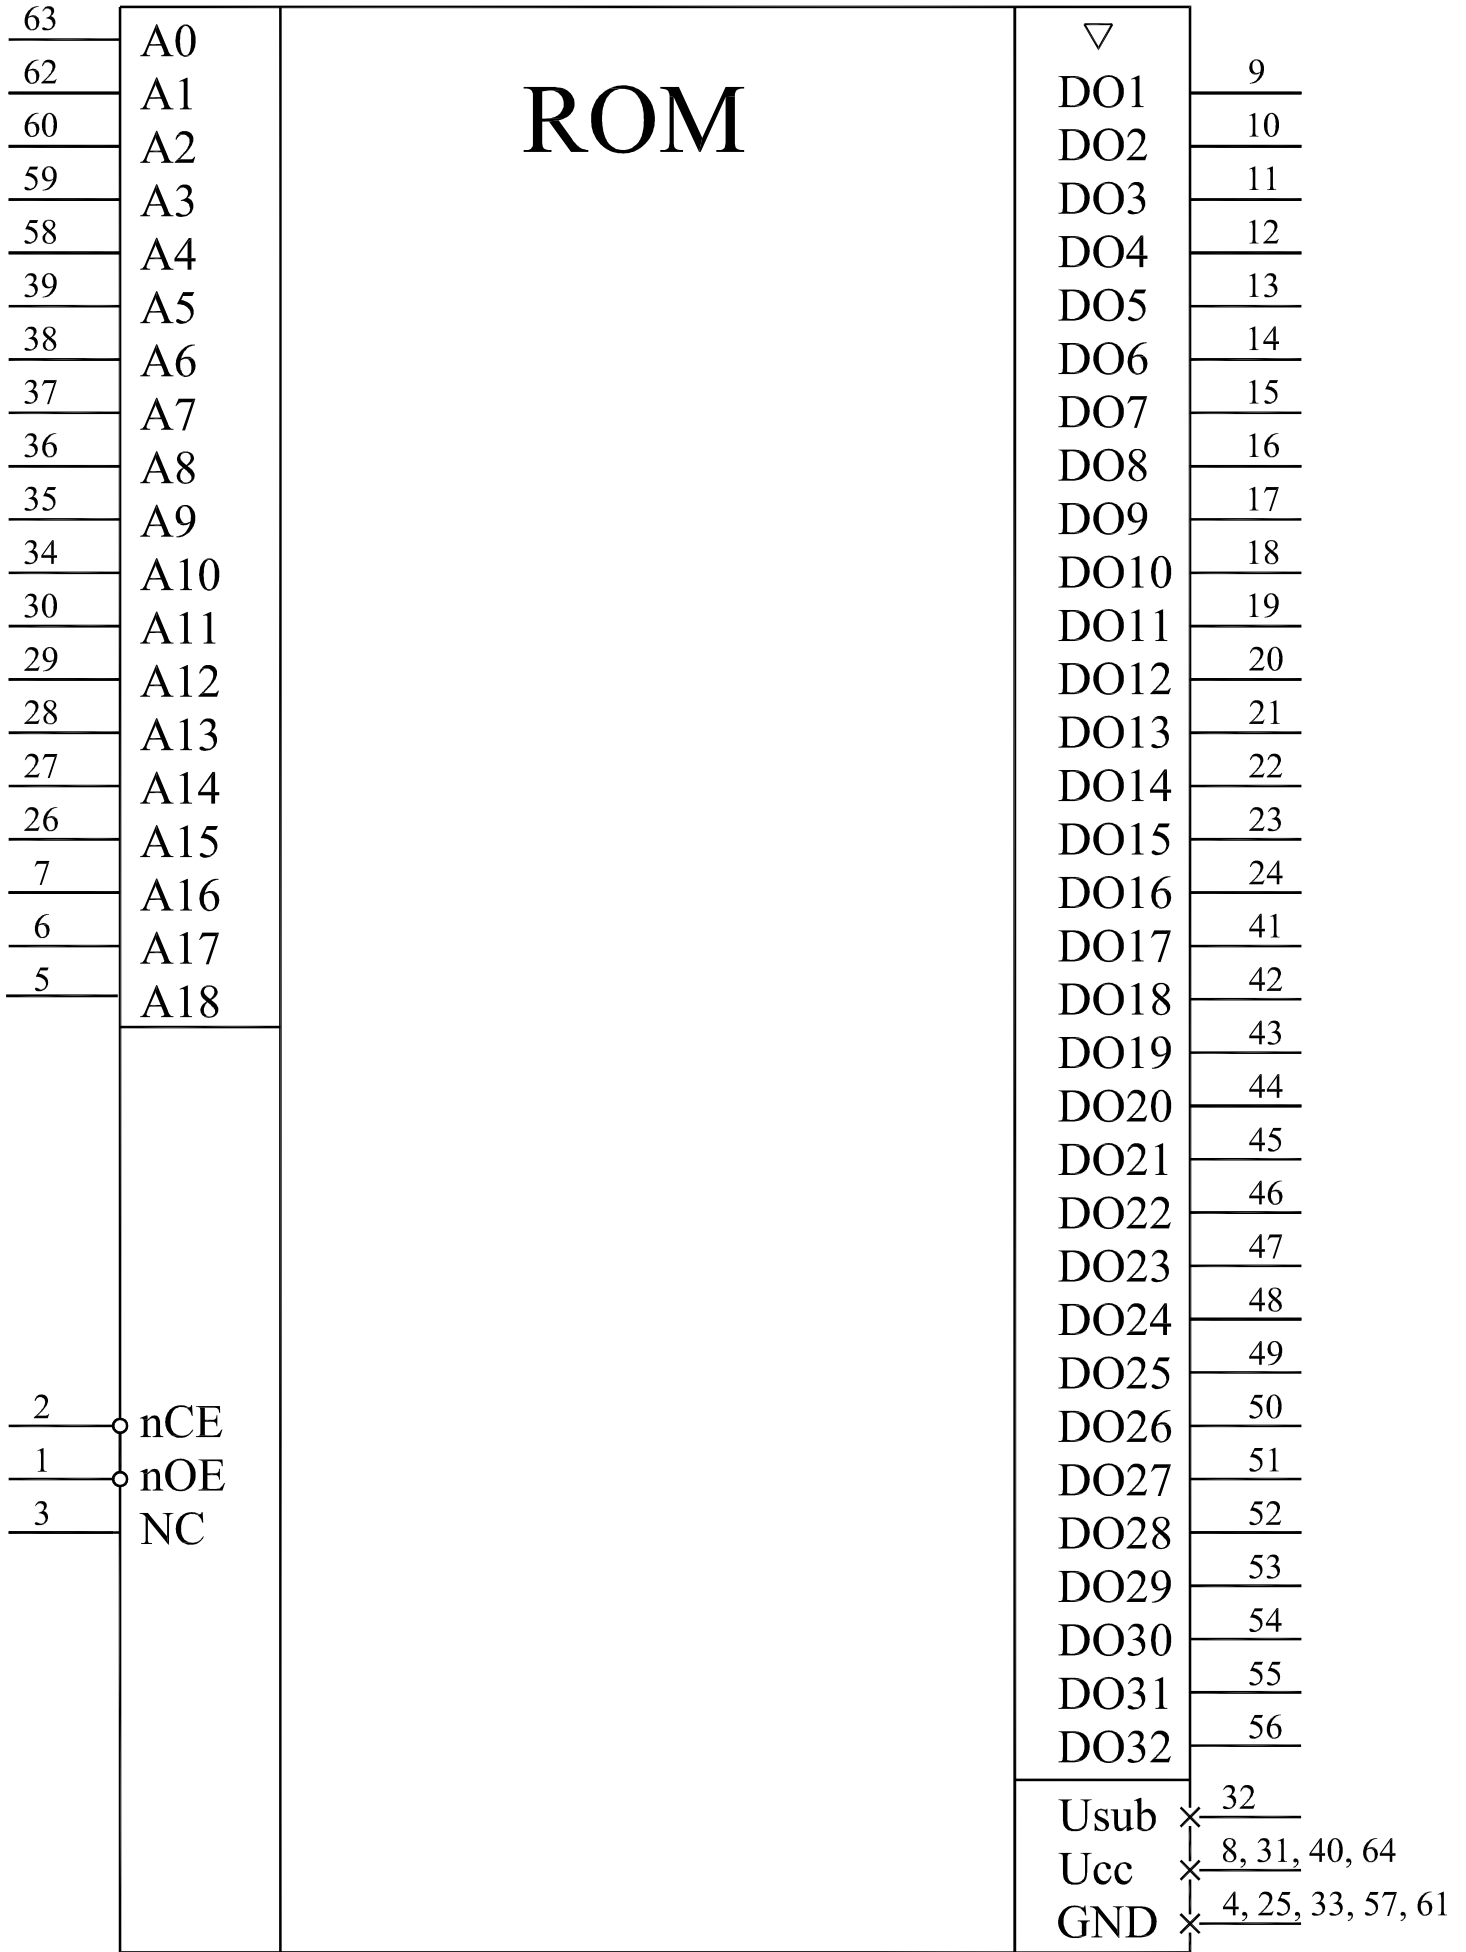 ROM
63 A0
62 A1
60 A2
59 A3
58 A4
39 A5
38 A6
37 A7
36 A8
35 A9
34 A10
30 A11
29 A12
28 A13
27 A14
26 A15
7 A16
6 A17
5 A18
2 nCE
1 nOE
3 NC
DO1 9
DO2 10
DO3 11
DO4 12
DO5 13
DO6 14
DO7 15
DO8 16
DO9 17
DO10 18
DO11 19
DO12 20
DO13 21
DO14 22
DO15 23
DO16 24
DO17 41
DO18 42
DO19 43
DO20 44
DO21 45
DO22 46
DO23 47
DO24 48
DO25 49
DO26 50
DO27 51
DO28 52
DO29 53
DO30 54
DO31 55
DO32 56
Usub 32
Ucc 8, 31, 40, 64
GND 4, 25, 33, 57, 61